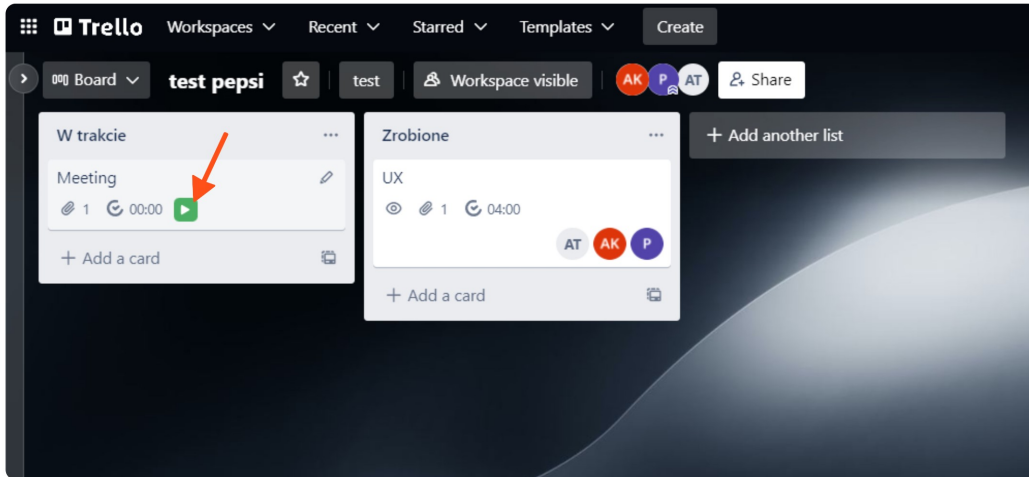 Trello Workspaces Recent Starred Templates Create
Board test pepsi test Workspace visible AK P AT Share
W trakcie
Meeting
1 00:00
+ Add a card
Zrobione
UX
1 04:00
AT AK P
+ Add a card
+ Add another list